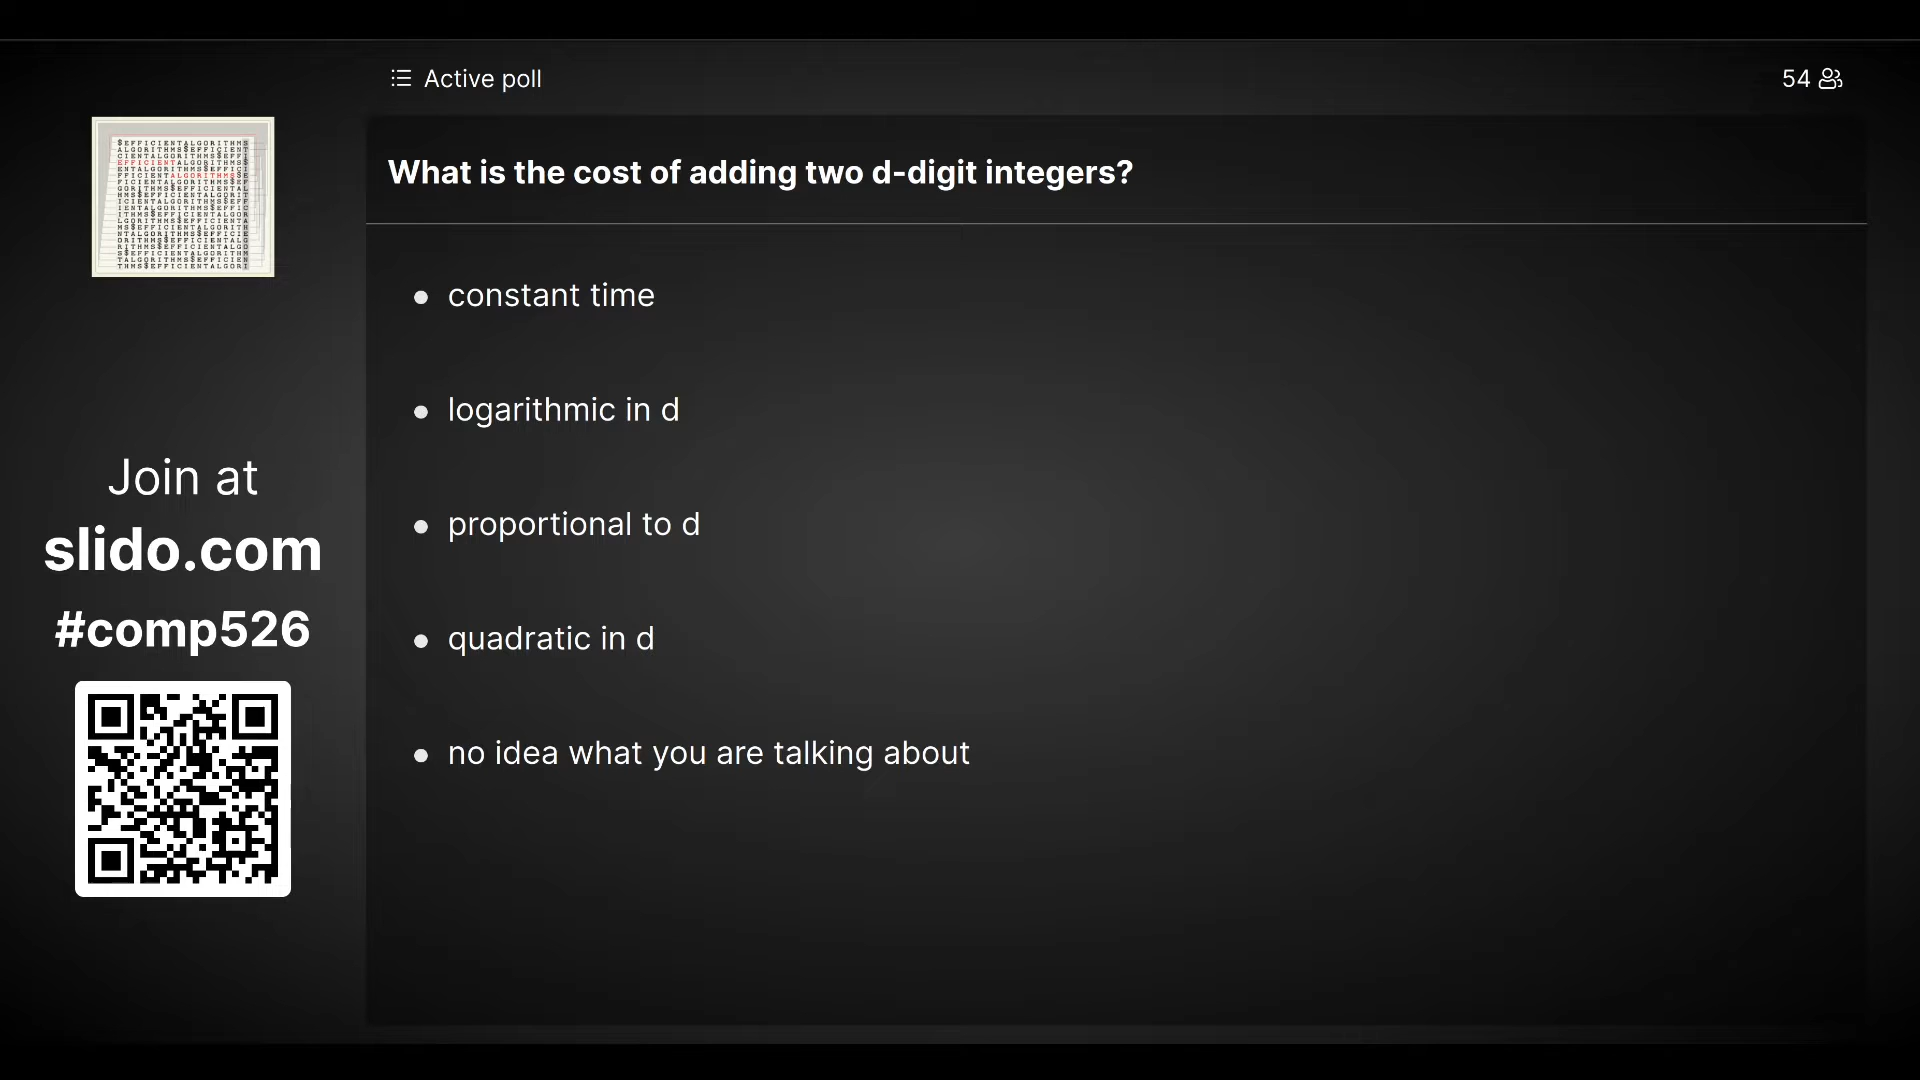 Active poll
54
What is the cost of adding two d-digit integers?
constant time
logarithmic in d
proportional to d
quadratic in d
no idea what you are talking about
Join at
slido.com
#comp526